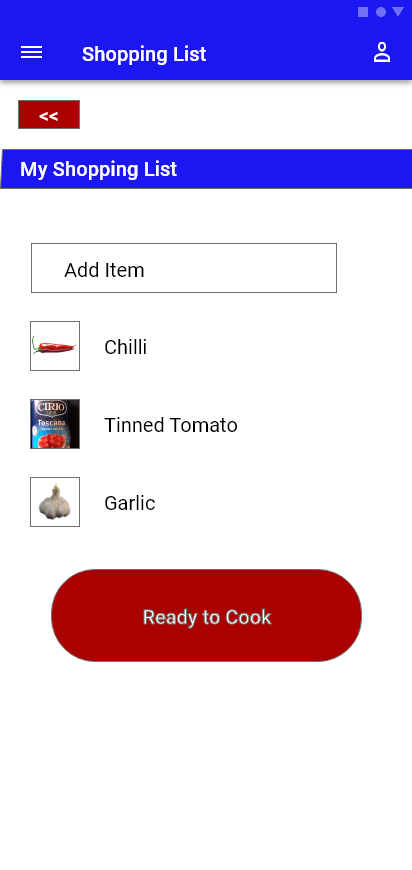 Shopping List
<<
My Shopping List
Add Item
Chilli
CIRIO
Toscana
Tinned Tomato
Garlic
Ready to Cook